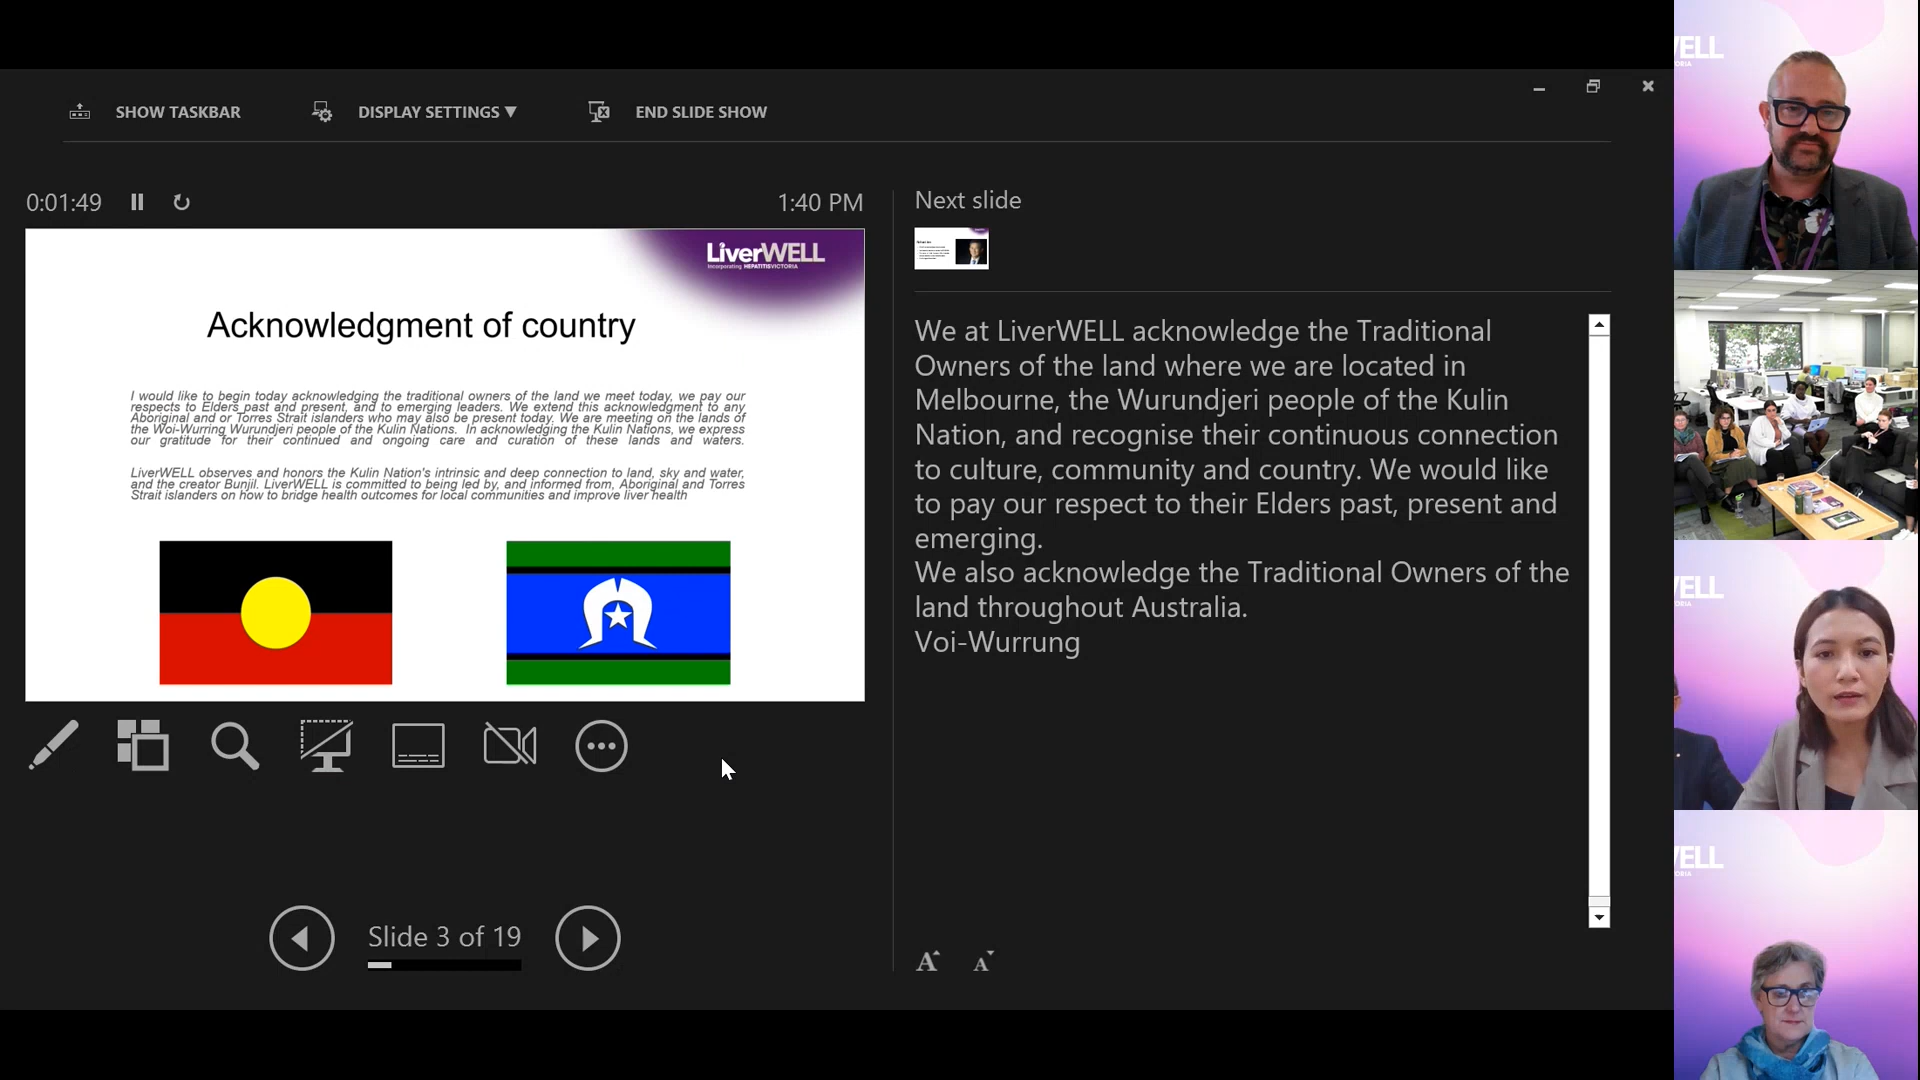 SHOW TASKBAR
DISPLAY SETTINGS ▼
END SLIDE SHOW
0:01:49
1:40 PM
LiverWELL
Incorporating HEPATITISVICTORIA
Acknowledgment of country
I would like to begin today acknowledging the traditional owners of the land we meet today, we pay our
respects to Elders past and present, and to emerging leaders. We extend this acknowledgment to any
Aboriginal and or Torres Strait islanders who may also be present today. We are meeting on the lands of
the Woi-Wurring Wurundjeri people of the Kulin Nations. In acknowledging the Kulin Nations, we express
our gratitude for their continued and ongoing care and curation of these lands and waters.
LiverWELL observes and honors the Kulin Nation's intrinsic and deep connection to land, sky and water,
and the creator Bunjil. LiverWELL is committed to being led by, and informed from, Aboriginal and Torres
Strait islanders on how to bridge health outcomes for local communities and improve liver health
Slide 3 of 19
Next slide
We at LiverWELL acknowledge the Traditional
Owners of the land where we are located in
Melbourne, the Wurundjeri people of the Kulin
Nation, and recognise their continuous connection
to culture, community and country. We would like
to pay our respect to their Elders past, present and
emerging.
We also acknowledge the Traditional Owners of the
land throughout Australia.
Voi-Wurrung
A A
ELL
ORIA
ELL
ORIA
ELL
ORIA